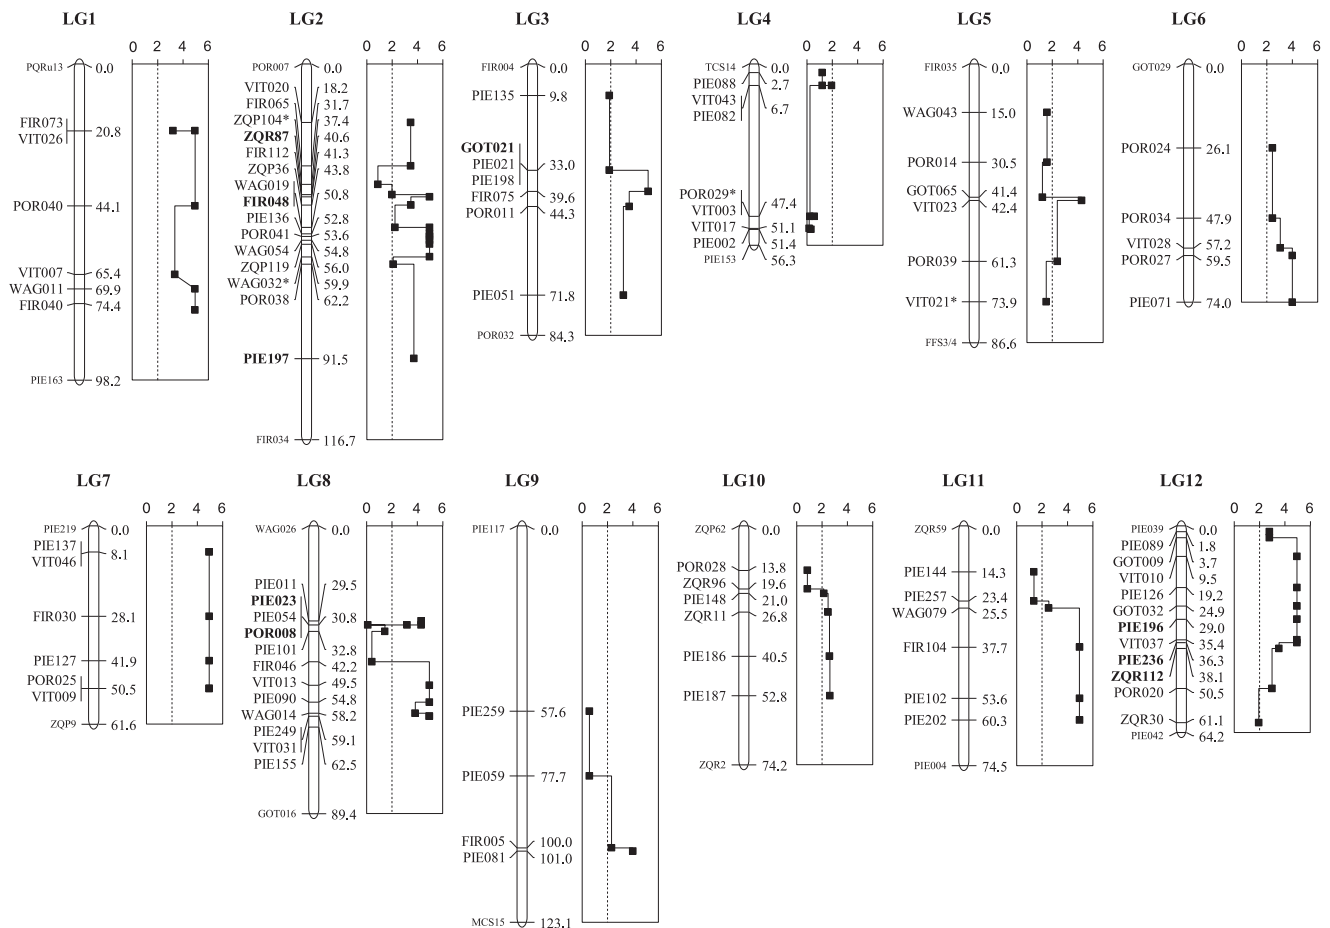 LG1
0 2 4 6
PQRu13 0.0
FIR073
VIT026 20.8
POR040 44.1
VIT007 65.4
WAG011 69.9
FIR040 74.4
PIE163 98.2
LG2
0 2 4 6
POR007 0.0
VIT020 18.2
FIR065 31.7
ZQP104* 37.4
ZQR87 40.6
FIR112 41.3
ZQP36 43.8
WAG019
FIR048 50.8
PIE136 52.8
POR041 53.6
WAG054 54.8
ZQP119 56.0
WAG032* 59.9
POR038 62.2
PIE197 91.5
FIR034 116.7
LG3
0 2 4 6
FIR004 0.0
PIE135 9.8
GOT021
PIE021 33.0
PIE198
FIR075 39.6
POR011 44.3
PIE051 71.8
POR032 84.3
LG4
0 2 4 6
TCS14 0.0
PIE088 2.7
VIT043
PIE082 6.7
POR029*
VIT003 47.4
VIT017 51.1
PIE002 51.4
PIE153 56.3
LG5
0 2 4 6
FIR035 0.0
WAG043 15.0
POR014 30.5
GOT065 41.4
VIT023 42.4
POR039 61.3
VIT021* 73.9
FFS3/4 86.6
LG6
0 2 4 6
GOT029 0.0
POR024 26.1
POR034 47.9
VIT028 57.2
POR027 59.5
PIE071 74.0
LG7
0 2 4 6
PIE219 0.0
PIE137
VIT046 8.1
FIR030 28.1
PIE127 41.9
POR025
VIT009 50.5
ZQP9 61.6
LG8
0 2 4 6
WAG026 0.0
PIE011 29.5
PIE023
PIE054 30.8
POR008
PIE101 32.8
FIR046 42.2
VIT013 49.5
PIE090 54.8
WAG014 58.2
PIE249
VIT031 59.1
PIE155 62.5
GOT016 89.4
LG9
0 2 4 6
PIE117 0.0
PIE259 57.6
PIE059 77.7
FIR005 100.0
PIE081 101.0
MCS15 123.1
LG10
0 2 4 6
ZQP62 0.0
POR028 13.8
ZQR96 19.6
PIE148 21.0
ZQR11 26.8
PIE186 40.5
PIE187 52.8
ZQR2 74.2
LG11
0 2 4 6
ZQR59 0.0
PIE144 14.3
PIE257 23.4
WAG079 25.5
FIR104 37.7
PIE102 53.6
PIE202 60.3
PIE004 74.5
LG12
0 2 4 6
PIE039 0.0
PIE089 1.8
GOT009 3.7
VIT010 9.5
PIE126 19.2
GOT032 24.9
PIE196 29.0
VIT037 35.4
PIE236 36.3
ZQR112 38.1
POR020 50.5
ZQR30 61.1
PIE042 64.2